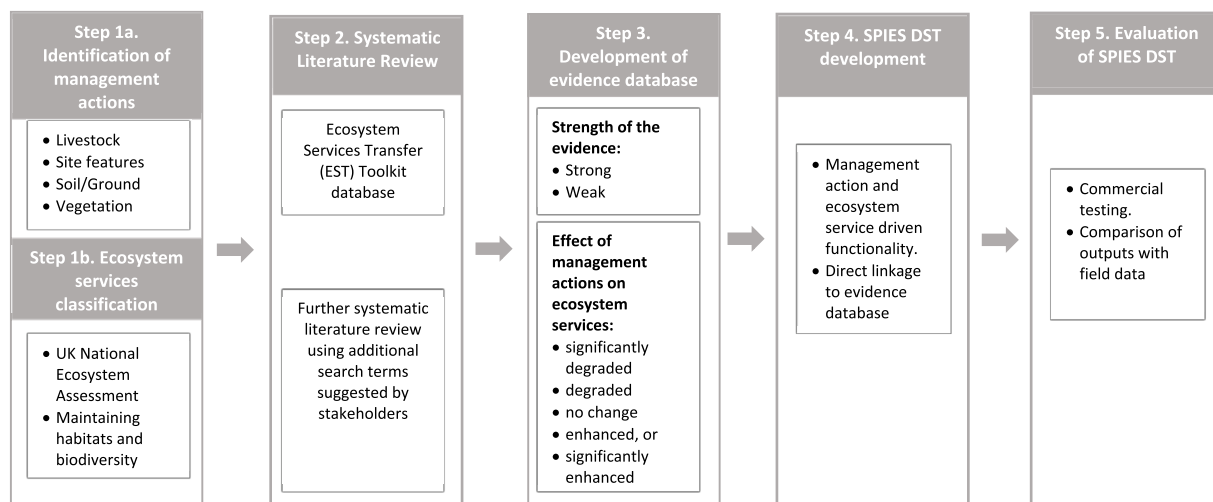 Step 1a.
Identification of
management
actions
• Livestock
• Site features
• Soil/Ground
• Vegetation
Step 1b. Ecosystem
services
classification
• UK National
Ecosystem
Assessment
• Maintaining
habitats and
biodiversity
Step 2. Systematic
Literature Review
Ecosystem
Services Transfer
(EST) Toolkit
database
Further systematic
literature review
using additional
search terms
suggested by
stakeholders
Step 3.
Development of
evidence database
Strength of the
evidence:
• Strong
• Weak
Effect of
management
actions on
ecosystem
services:
• significantly
degraded
• degraded
• no change
• enhanced, or
• significantly
enhanced
Step 4. SPIES DST
development
• Management
action and
ecosystem
service driven
functionality.
• Direct linkage
to evidence
database
Step 5. Evaluation
of SPIES DST
• Commercial
testing.
• Comparison of
outputs with
field data